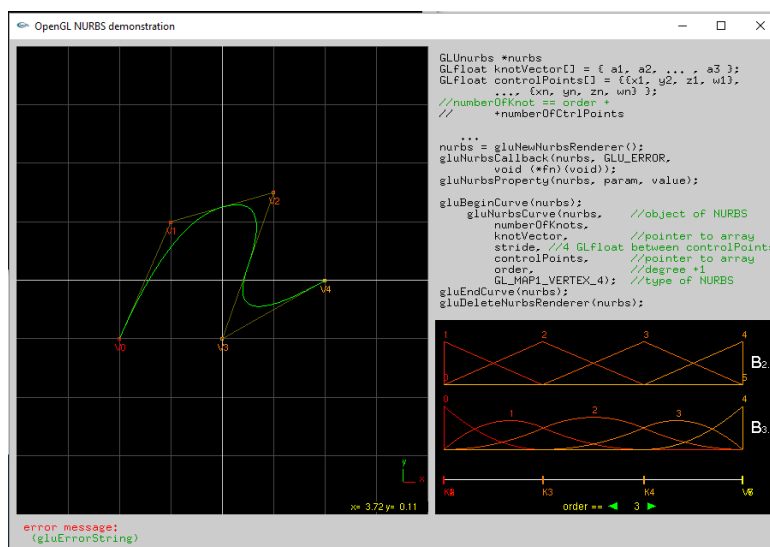 OpenGL NURBS demonstration
GLUnurbs *nurbs
GLfloat knotVector[] = { a1, a2, ... , a3 };
GLfloat controlPoints[] = {{x1, y2, z1, w1},
..., {xn, yn, zn, wn} };
//numberOfKnot == order +
// +numberOfCtrlPoints
...
nurbs = gluNewNurbsRenderer();
gluNurbsCallback(nurbs, GLU_ERROR,
void (*fn)(void));
gluNurbsProperty(nurbs, param, value);
gluBeginCurve(nurbs);
gluNurbsCurve(nurbs, //object of NURBS
numberOfKnots,
knotVector, //pointer to array
stride, //4 GLfloat between controlPoints
controlPoints, //pointer to array
order, //degree +1
GL_MAP1_VERTEX_4); //type of NURBS
gluEndCurve(nurbs);
gluDeleteNurbsRenderer(nurbs);
V2
V1
V4
V0
V3
y
x
x= 3.72 y= 0.11
1 2 3 4
0
B2.
0 1 2 3 4
B3.
K3 K4
order == 3
error message:
(gluErrorString)